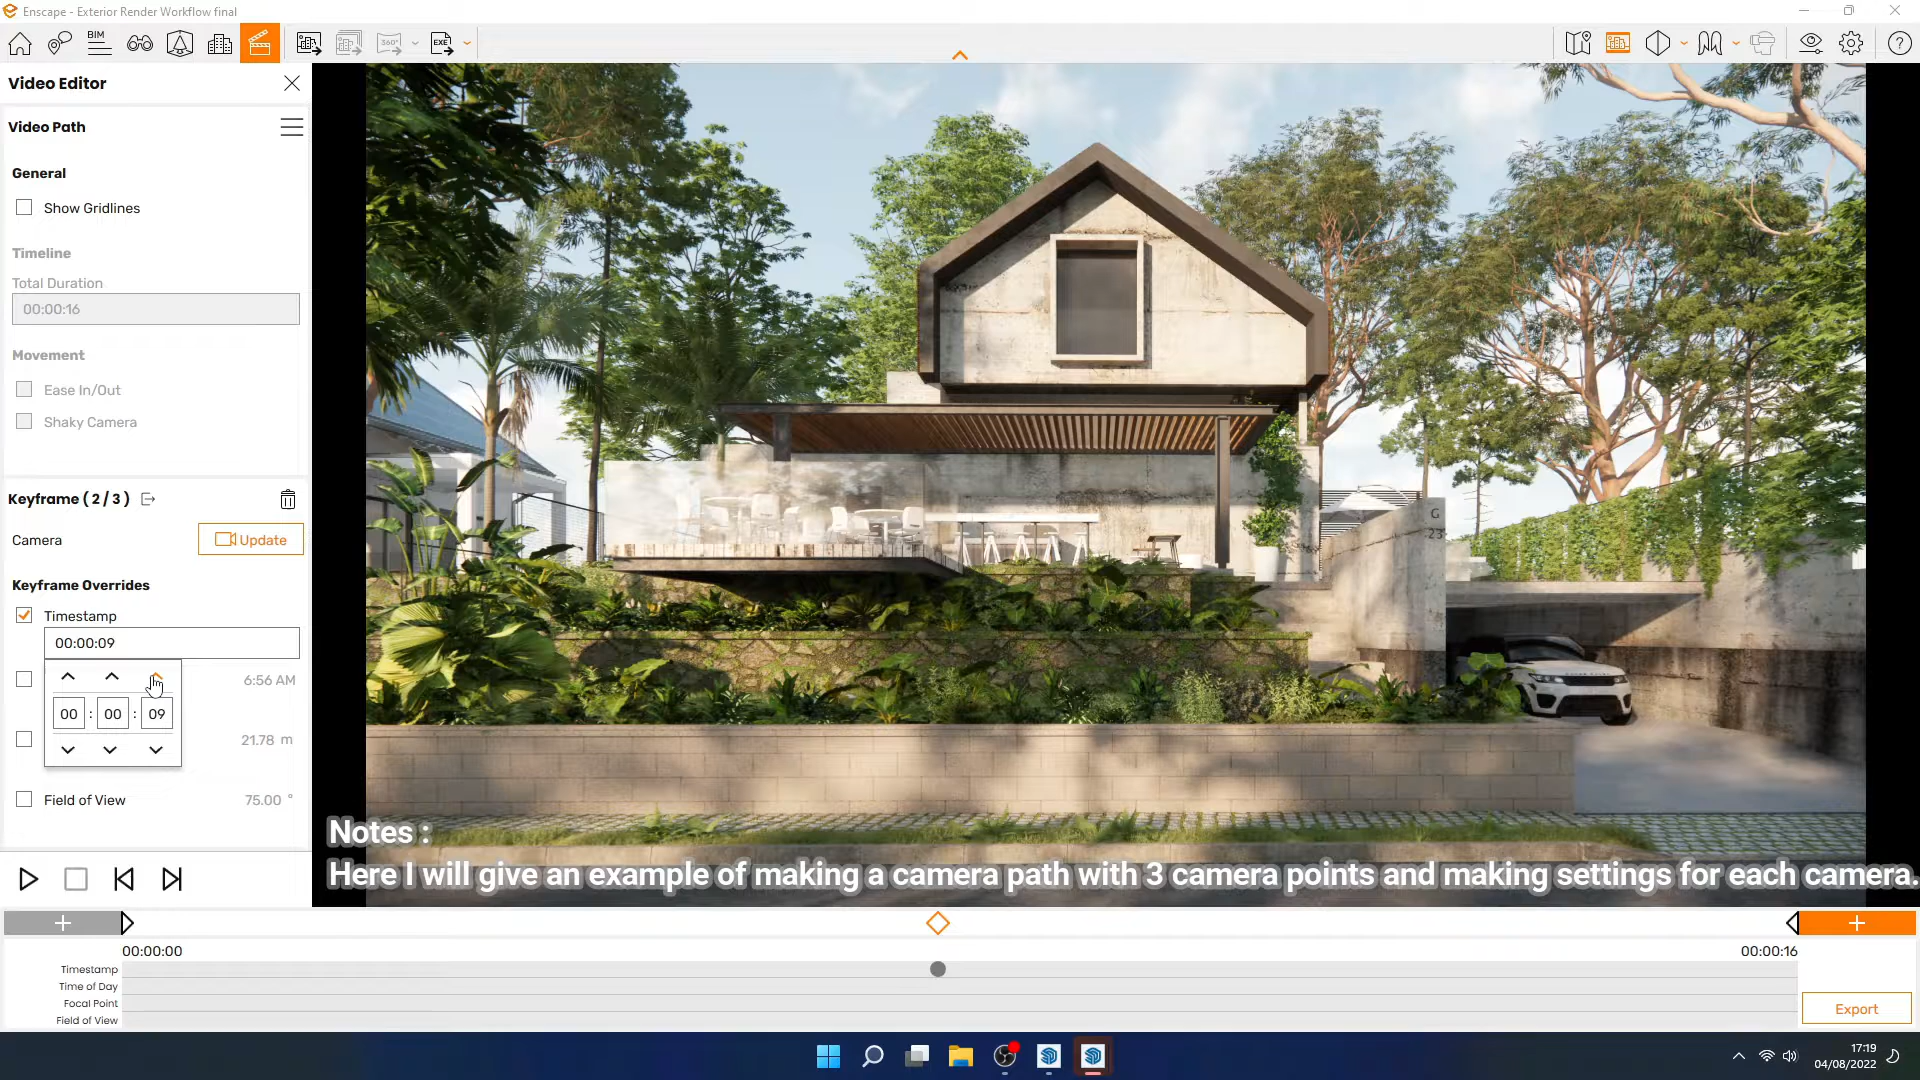 Enscape - Exterior Render Workflow final
BIM
360°
EXE
Video Editor
Video Path
General
Show Gridlines
Timeline
Total Duration
00:00:16
Movement
Ease In/Out
Shaky Camera
Keyframe ( 2 / 3 )
Camera
Update
Keyframe Overrides
Timestamp
00:00:09
6:56 AM
00 : 00 : 09
21.78 m
Field of View
75.00 °
G
23
Notes :
Here I will give an example of making a camera path with 3 camera points and making settings for each camera.
00:00:00
00:00:16
Timestamp
Time of Day
Focal Point
Field of View
Export
17:19
04/08/2022